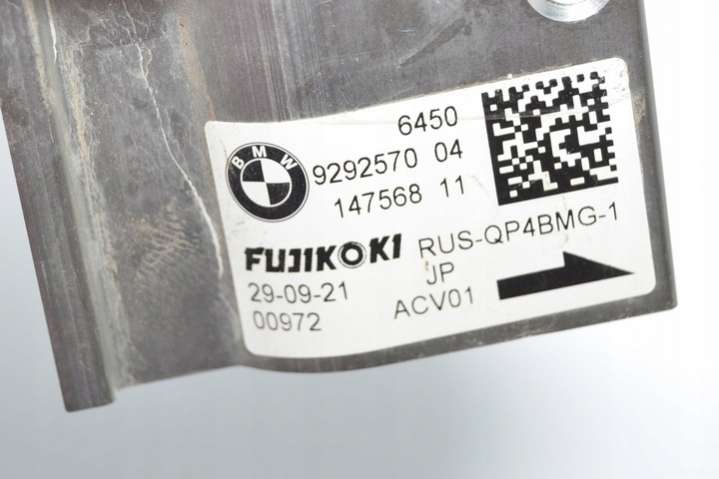 6450
BMW
9292570 04
147568 11
FUJIKOKI RUS-QP4BMG-1
29-09-21 JP
00972 ACV01